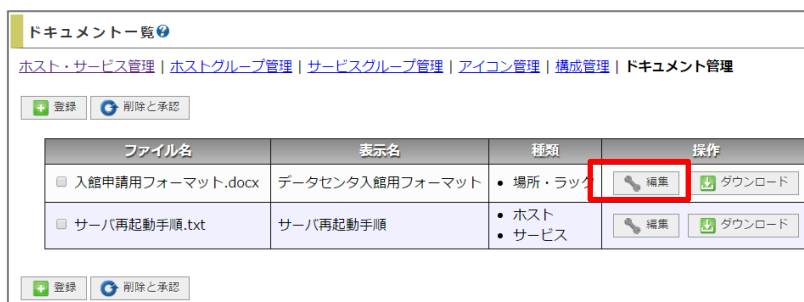 ドキュメント一覧?
ホスト・サービス管理 | ホストグループ管理 | サービスグループ管理 | アイコン管理 | 構成管理 | ドキュメント管理
登録 削除と承認
ファイル名 表示名 種類 操作
入館申請用フォーマット.docx データセンタ入館用フォーマット • 場所・ラック 編集 ダウンロード
サーバ再起動手順.txt サーバ再起動手順 • ホスト 編集 ダウンロード
• サービス
登録 削除と承認